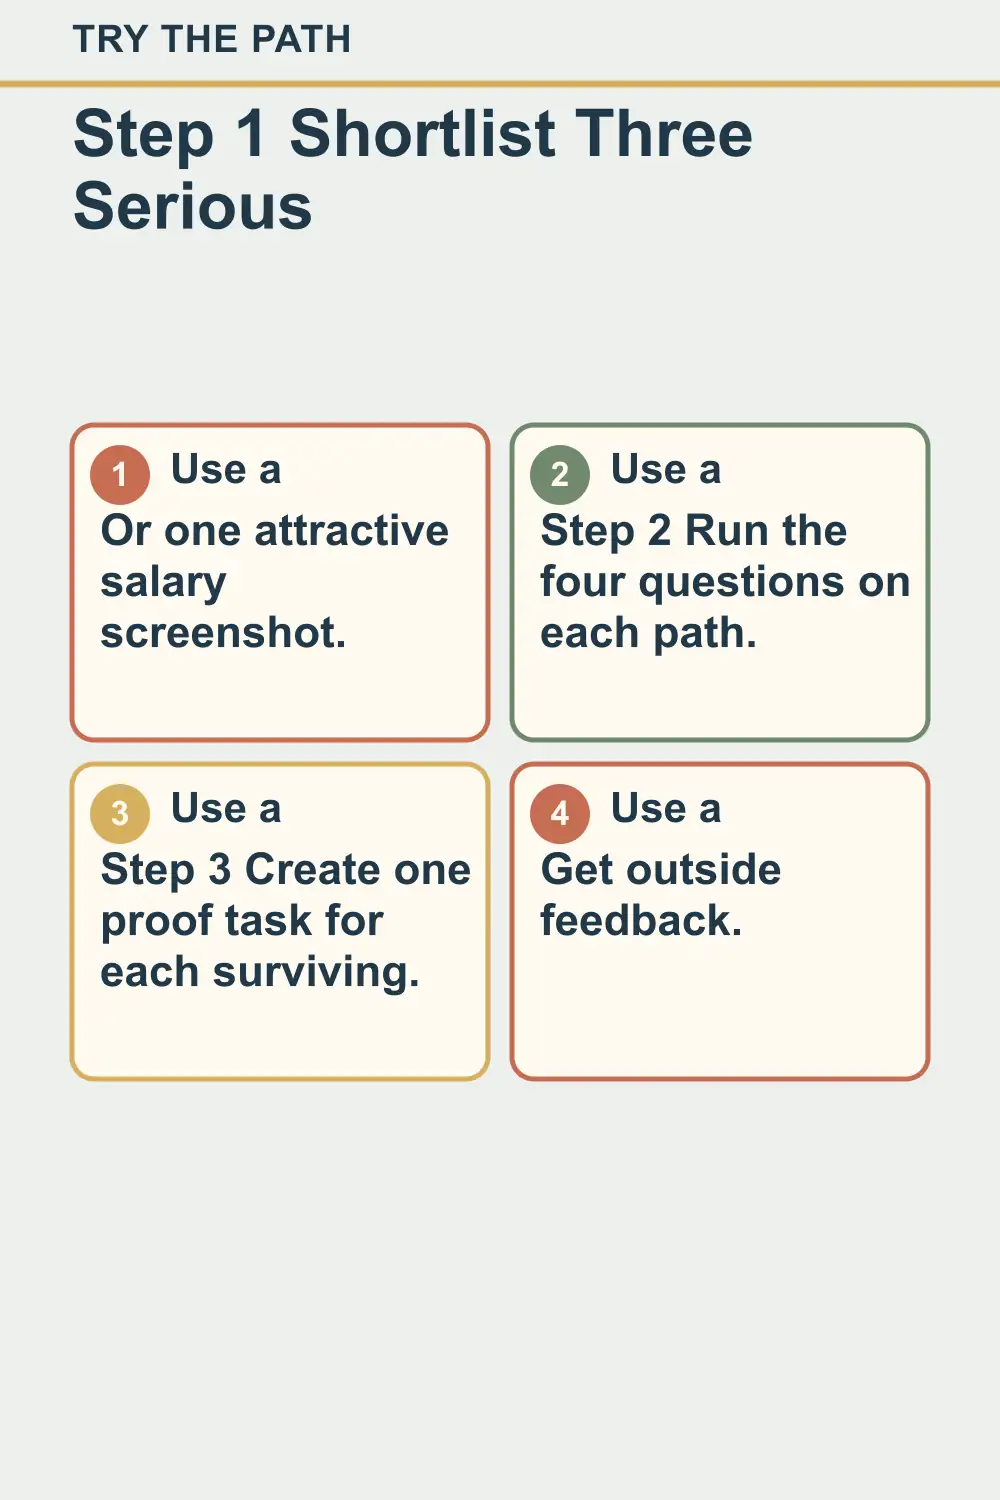 TRY THE PATH
Step 1 Shortlist Three
Serious
1 Use a
Or one attractive
salary
screenshot.
2 Use a
Step 2 Run the
four questions on
each path.
3 Use a
Step 3 Create one
proof task for
each surviving.
4 Use a
Get outside
feedback.